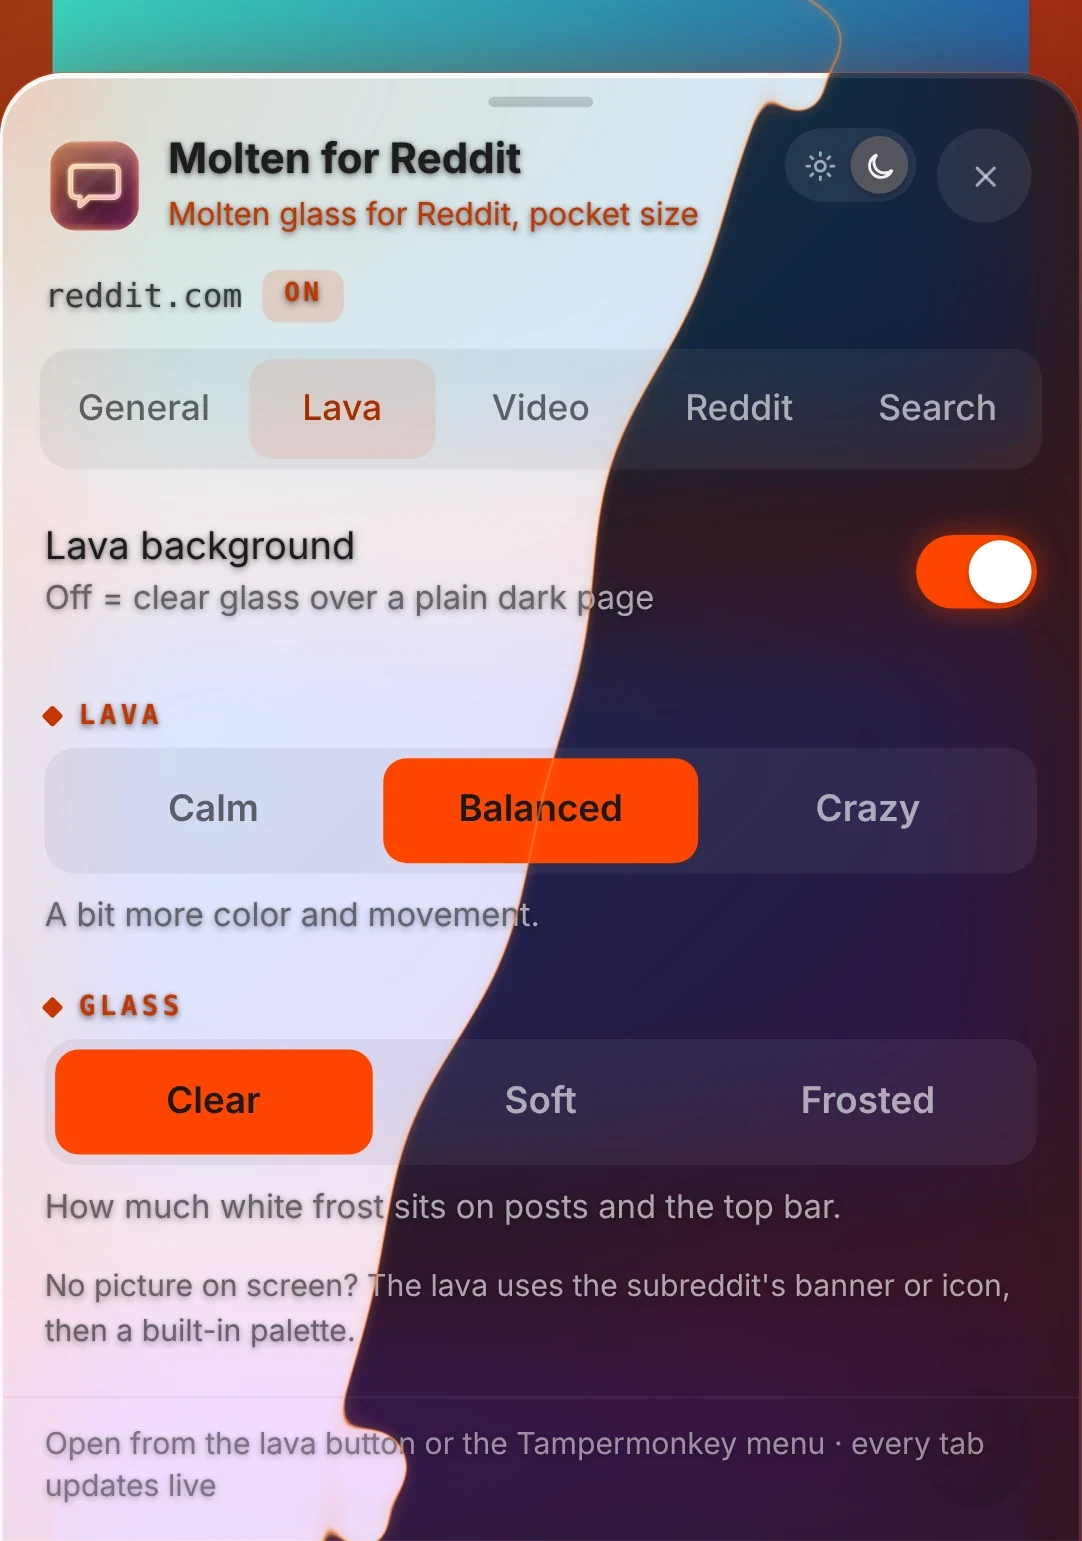 Molten for Reddit
Molten glass for Reddit, pocket size
reddit.com ON
General Lava Video Reddit Search
Lava background
Off = clear glass over a plain dark page
LAVA
Calm Balanced Crazy
A bit more color and movement.
GLASS
Clear Soft Frosted
How much white frost sits on posts and the top bar.
No picture on screen? The lava uses the subreddit's banner or icon,
then a built-in palette.
Open from the lava button or the Tampermonkey menu · every tab
updates live